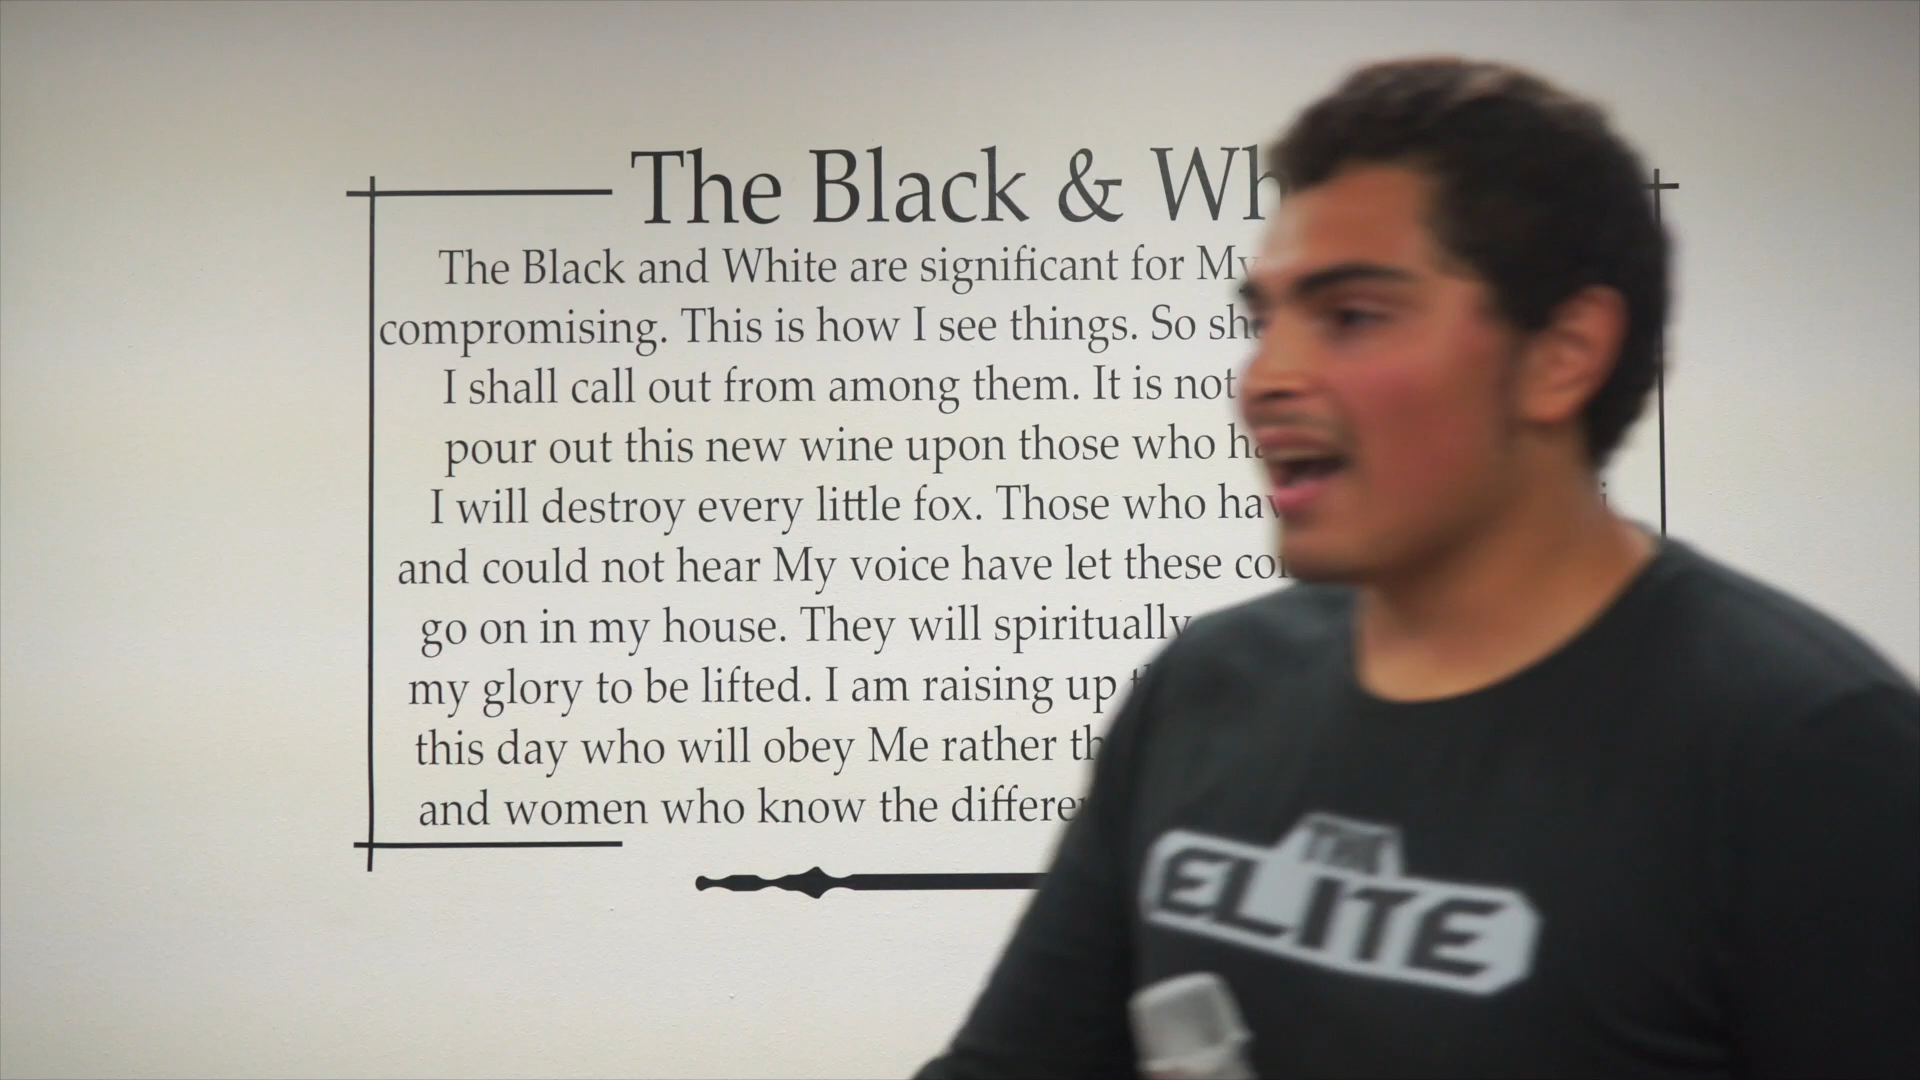 The Black & Wh
The Black and White are significant for My
compromising. This is how I see things. So sh
I shall call out from among them. It is not
pour out this new wine upon those who ha
I will destroy every little fox. Those who hav
and could not hear My voice have let these co
go on in my house. They will spiritually
my glory to be lifted. I am raising up
this day who will obey Me rather th
and women who know the differe
THE
ELITE